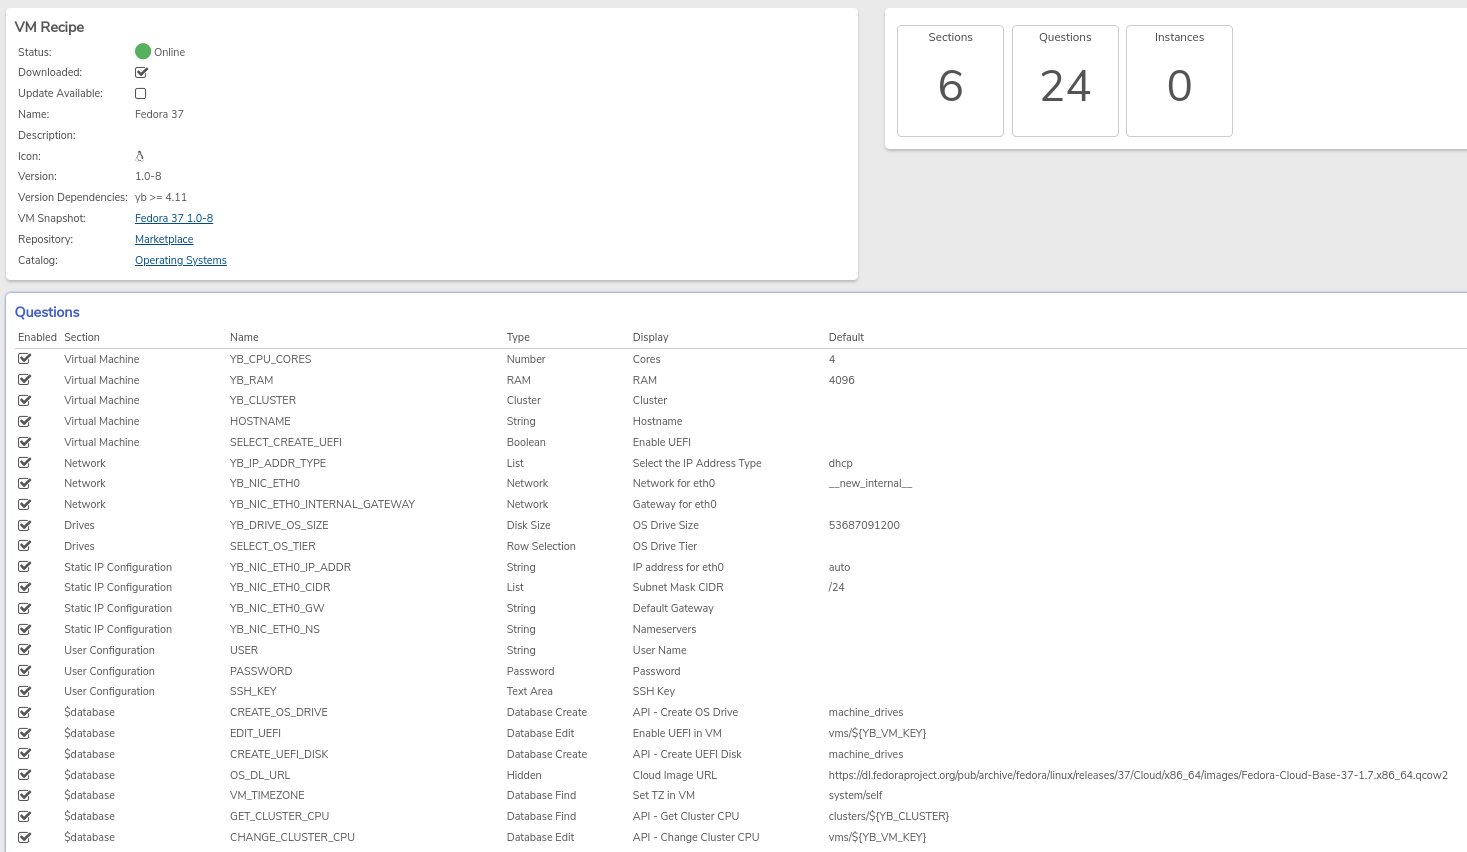 VM Recipe
Status: Online
Downloaded:
Update Available:
Name: Fedora 37
Description:
Icon:
Version: 1.0-8
Version Dependencies: yb >= 4.11
VM Snapshot: Fedora 37 1.0-8
Repository: Marketplace
Catalog: Operating Systems
Sections Questions Instances
6 24 0
Questions
Enabled Section Name Type Display Default
Virtual Machine YB_CPU_CORES Number Cores 4
Virtual Machine YB_RAM RAM RAM 4096
Virtual Machine YB_CLUSTER Cluster Cluster
Virtual Machine HOSTNAME String Hostname
Virtual Machine SELECT_CREATE_UEFI Boolean Enable UEFI
Network YB_IP_ADDR_TYPE List Select the IP Address Type dhcp
Network YB_NIC_ETH0 Network Network for eth0 __new_internal__
Network YB_NIC_ETH0_INTERNAL_GATEWAY Network Gateway for eth0
Drives YB_DRIVE_OS_SIZE Disk Size OS Drive Size 53687091200
Drives SELECT_OS_TIER Row Selection OS Drive Tier
Static IP Configuration YB_NIC_ETH0_IP_ADDR String IP address for eth0 auto
Static IP Configuration YB_NIC_ETH0_CIDR List Subnet Mask CIDR /24
Static IP Configuration YB_NIC_ETH0_GW String Default Gateway
Static IP Configuration YB_NIC_ETH0_NS String Nameservers
User Configuration USER String User Name
User Configuration PASSWORD Password Password
User Configuration SSH_KEY Text Area SSH Key
$database CREATE_OS_DRIVE Database Create API - Create OS Drive machine_drives
$database EDIT_UEFI Database Edit Enable UEFI in VM vms/${YB_VM_KEY}
$database CREATE_UEFI_DISK Database Create API - Create UEFI Disk machine_drives
$database OS_DL_URL Hidden Cloud Image URL https://dl.fedoraproject.org/pub/archive/fedora/linux/releases/37/Cloud/x86_64/images/Fedora-Cloud-Base-37-1.7.x86_64.qcow2
$database VM_TIMEZONE Database Find Set TZ in VM system/self
$database GET_CLUSTER_CPU Database Find API - Get Cluster CPU clusters/${YB_CLUSTER}
$database CHANGE_CLUSTER_CPU Database Edit API - Change Cluster CPU vms/${YB_VM_KEY}